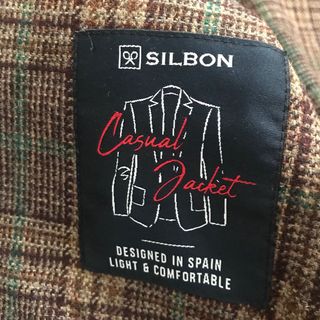 SILBON
Casual
Jacket
DESIGNED IN SPAIN
LIGHT & COMFORTABLE